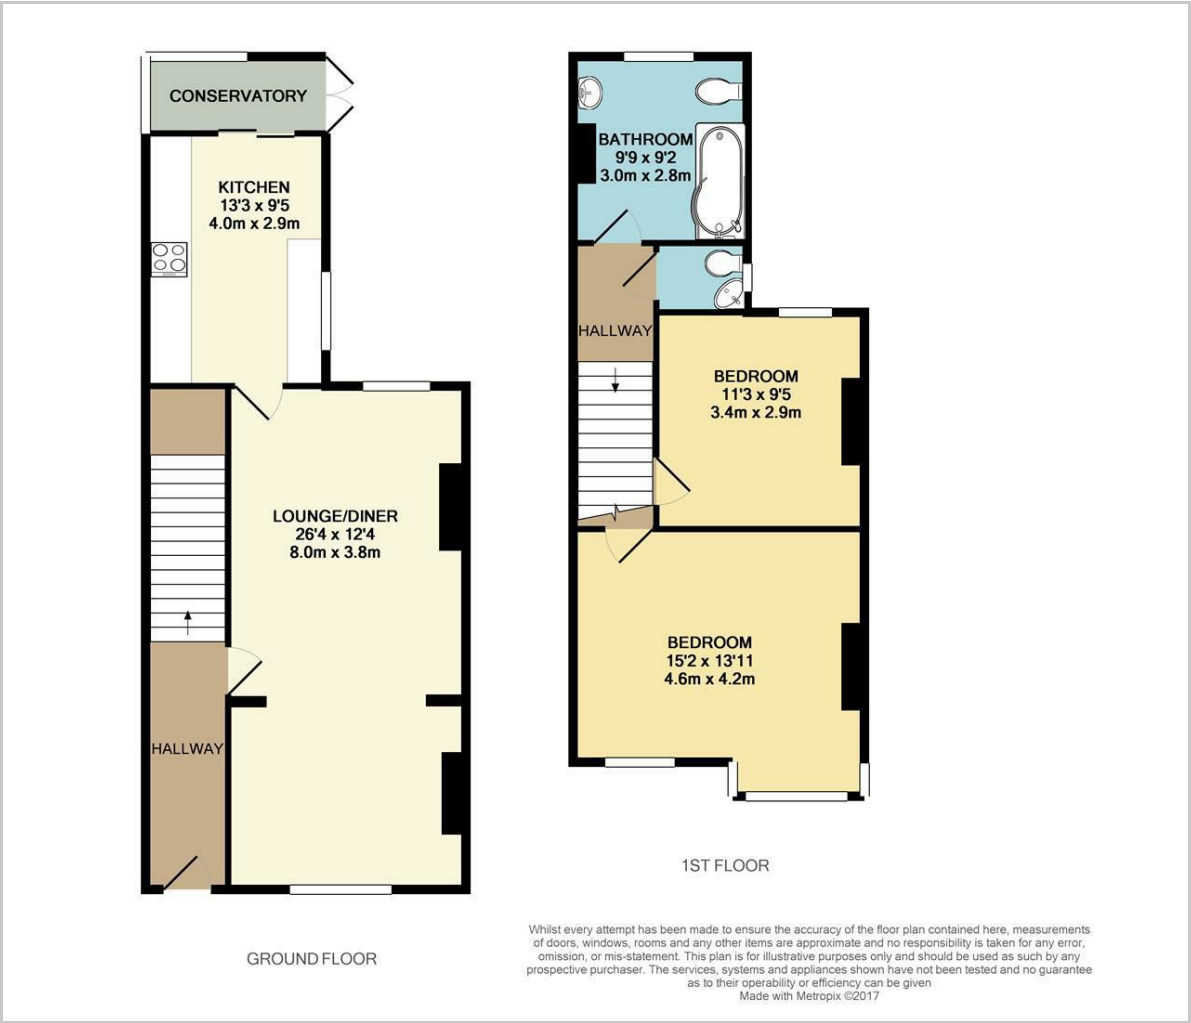 CONSERVATORY
KITCHEN
13'3 x 9'5
4.0m x 2.9m
LOUNGE/DINER
26'4 x 12'4
8.0m x 3.8m
HALLWAY
GROUND FLOOR
BATHROOM
9'9 x 9'2
3.0m x 2.8m
HALLWAY
BEDROOM
11'3 x 9'5
3.4m x 2.9m
BEDROOM
15'2 x 13'11
4.6m x 4.2m
1ST FLOOR
Whilst every attempt has been made to ensure the accuracy of the floor plan contained here, measurements
of doors, windows, rooms and any other items are approximate and no responsibility is taken for any error,
omission, or mis-statement. This plan is for illustrative purposes only and should be used as such by any
prospective purchaser. The services, systems and appliances shown have not been tested and no guarantee
as to their operability or efficiency can be given
Made with Metropix ©2017